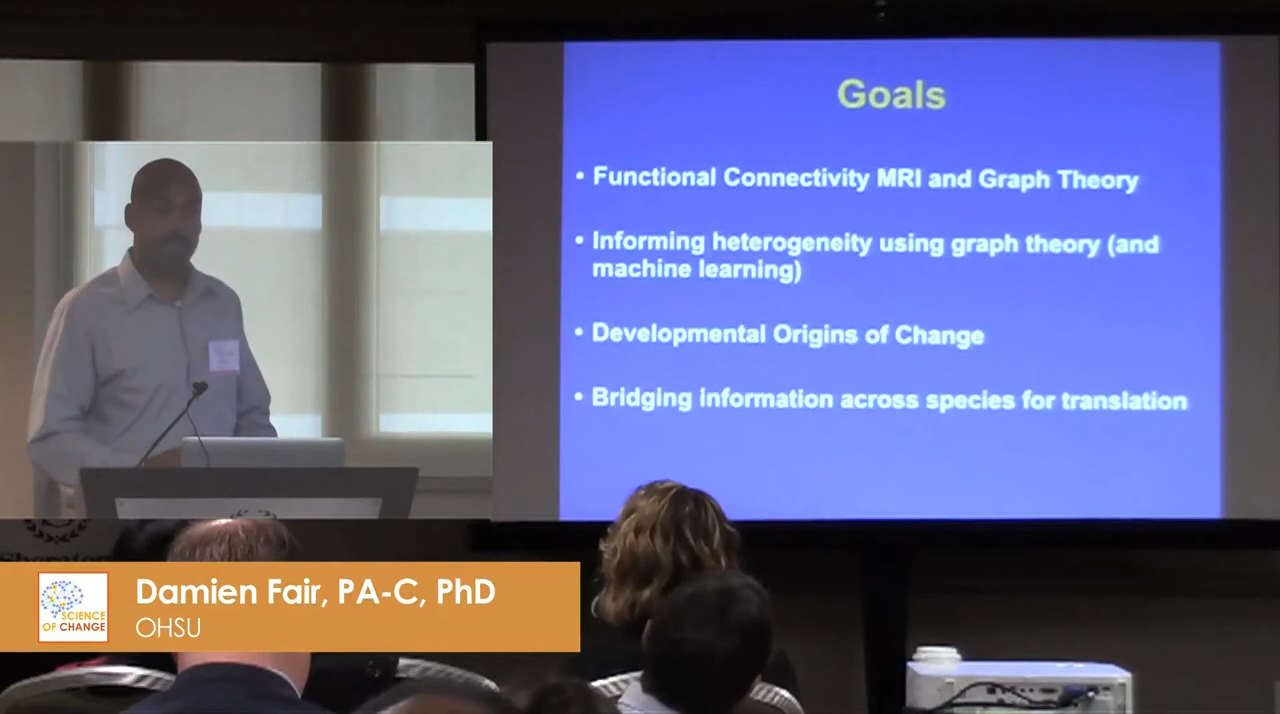 Goals
• Functional Connectivity MRI and Graph Theory
• Informing heterogeneity using graph theory (and
machine learning)
• Developmental Origins of Change
• Bridging information across species for translation
Sheraton
SCIENCE
OF CHANGE
Damien Fair, PA-C, PhD
OHSU